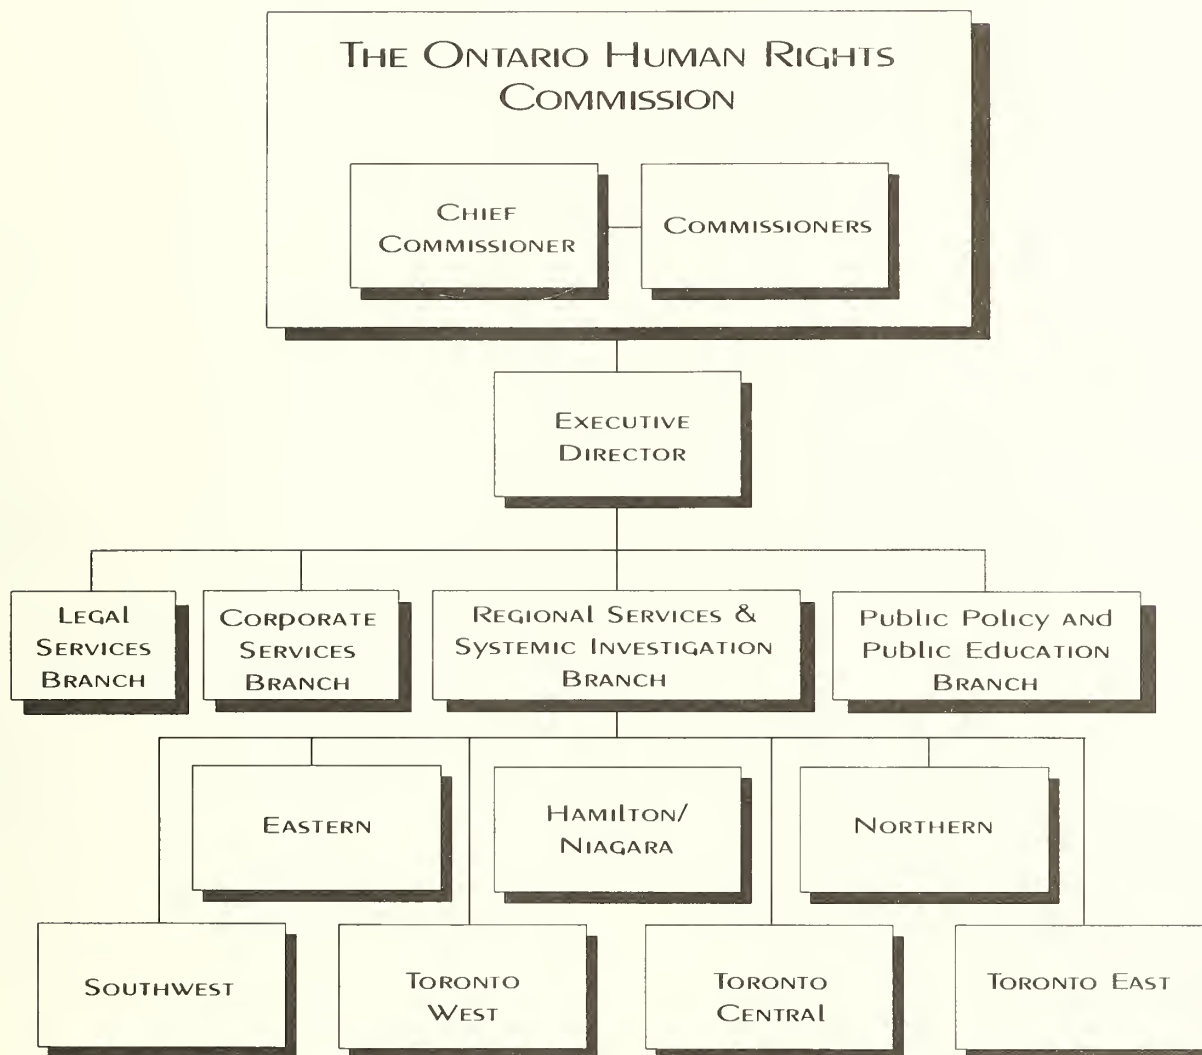 THE ONTARIO HUMAN RIGHTS
COMMISSION
CHIEF
COMMISSIONER
COMMISSIONERS
EXECUTIVE
DIRECTOR
LEGAL
SERVICES
BRANCH
CORPORATE
SERVICES
BRANCH
REGIONAL SERVICES &
SYSTEMIC INVESTIGATION
BRANCH
PUBLIC POLICY AND
PUBLIC EDUCATION
BRANCH
EASTERN
HAMILTON/
NIAGARA
NORTHERN
SOUTHWEST
TORONTO
WEST
TORONTO
CENTRAL
TORONTO EAST